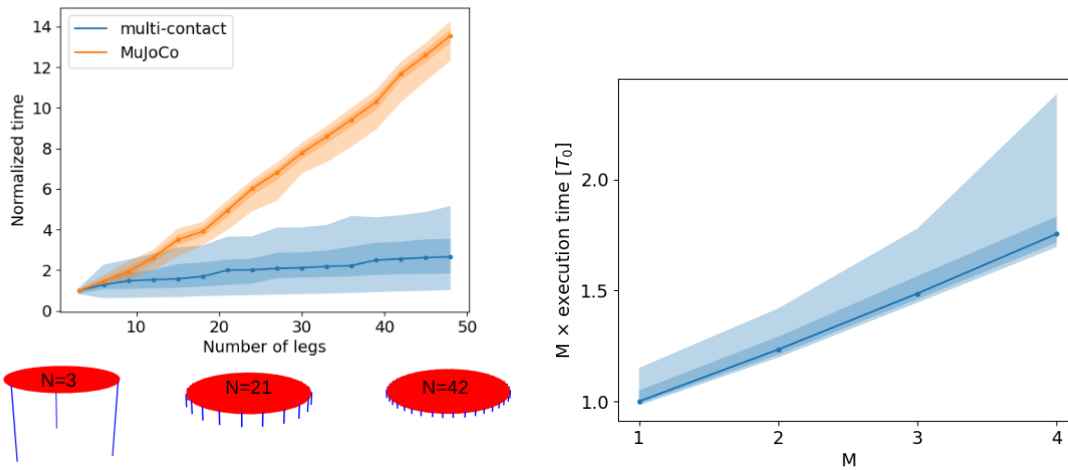 14
12
10
8
6
4
2
0
Normalized time
multi-contact
MuJoCo
10
20
30
40
50
Number of legs
N=3
N=21
N=42
2.0
1.5
1.0
M × execution time [T₀]
1
2
3
4
M